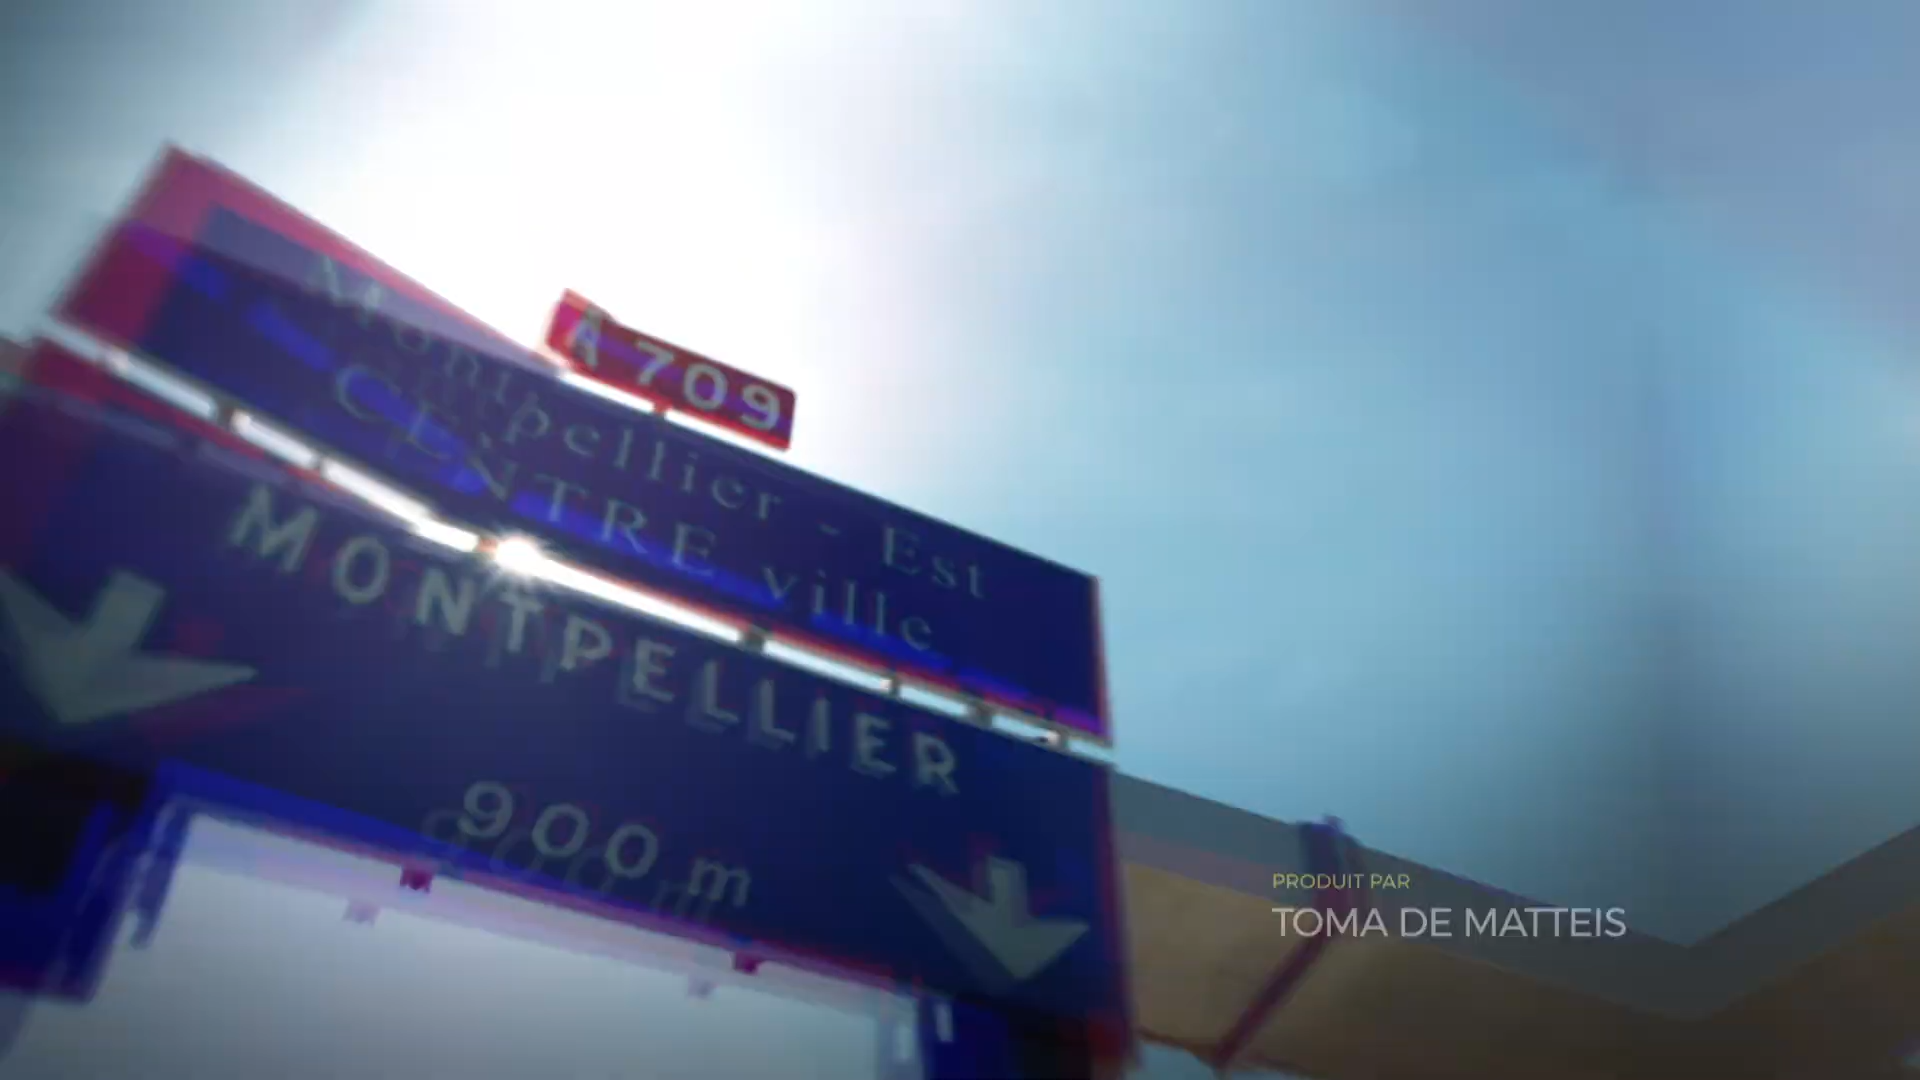 A 709
Montpellier - Est
CENTRE ville
MONTPELLIER
900 m
PRODUIT PAR
TOMA DE MATTEIS